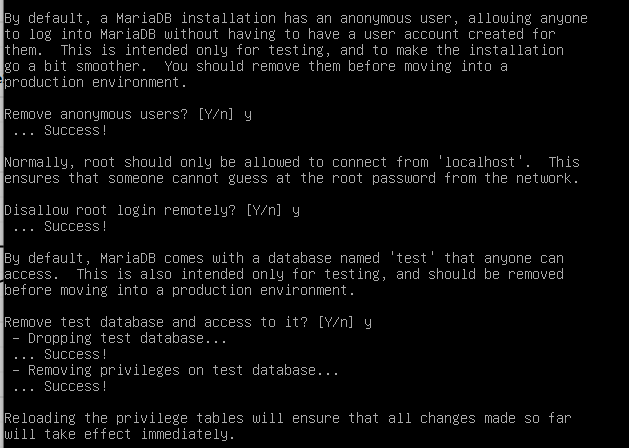 By default, a MariaDB installation has an anonymous user, allowing anyone
to log into MariaDB without having to have a user account created for
them.  This is intended only for testing, and to make the installation
go a bit smoother.  You should remove them before moving into a
production environment.

Remove anonymous users? [Y/n] y
 ... Success!

Normally, root should only be allowed to connect from 'localhost'.  This
ensures that someone cannot guess at the root password from the network.

Disallow root login remotely? [Y/n] y
 ... Success!

By default, MariaDB comes with a database named 'test' that anyone can
access.  This is also intended only for testing, and should be removed
before moving into a production environment.

Remove test database and access to it? [Y/n] y
 - Dropping test database...
 ... Success!
 - Removing privileges on test database...
 ... Success!

Reloading the privilege tables will ensure that all changes made so far
will take effect immediately.